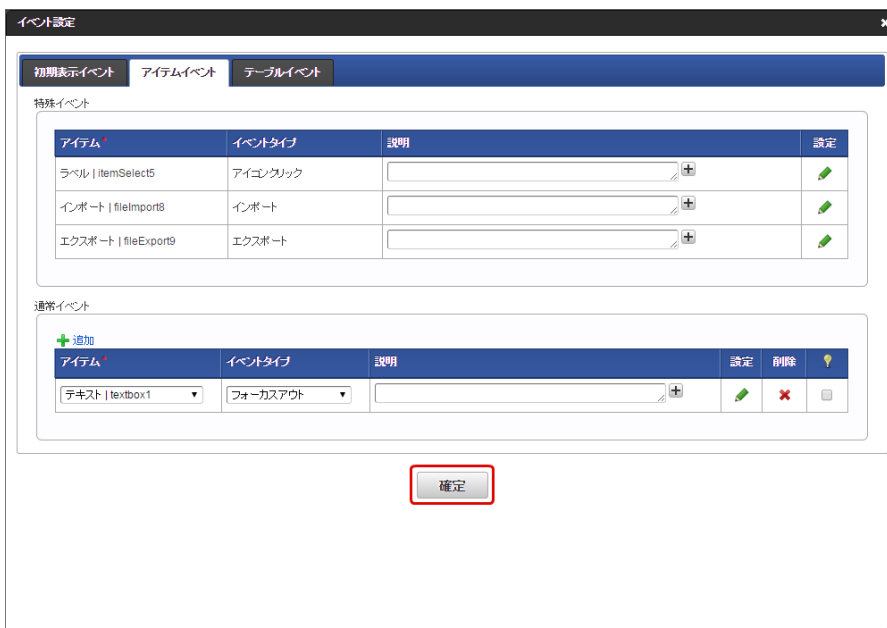 イベント設定
初期表示イベント アイテムイベント テーブルイベント
特殊イベント
アイテム* イベントタイプ 説明 設定
ラベル | itemSelect5 アイコンクリック
インポート | fileImport8 インポート
エクスポート | fileExport9 エクスポート
通常イベント
追加
アイテム* イベントタイプ 説明 設定 削除
テキスト | textbox1 フォーカスアウト
確定